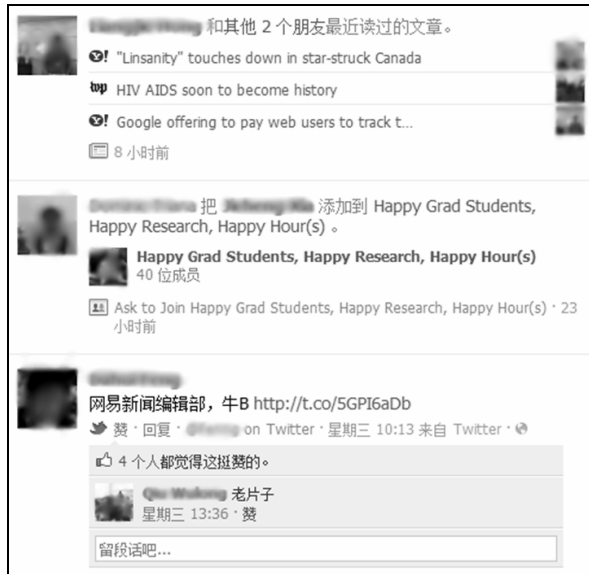 和其他 2 个朋友最近读过的文章。
Y! "Linsanity" touches down in star-struck Canada
wp HIV AIDS soon to become history
Y! Google offering to pay web users to track t...
8 小时前
把 添加到 Happy Grad Students,
Happy Research, Happy Hour(s) 。
Happy Grad Students, Happy Research, Happy Hour(s)
40 位成员
Ask to Join Happy Grad Students, Happy Research, Happy Hour(s) · 23
小时前
网易新闻编辑部，牛B http://t.co/5GPI6aDb
赞 · 回复 · on Twitter · 星期三 10:13 来自 Twitter ·
4 个人都觉得这挺赞的。
老片子
星期三 13:36 · 赞
留段话吧...